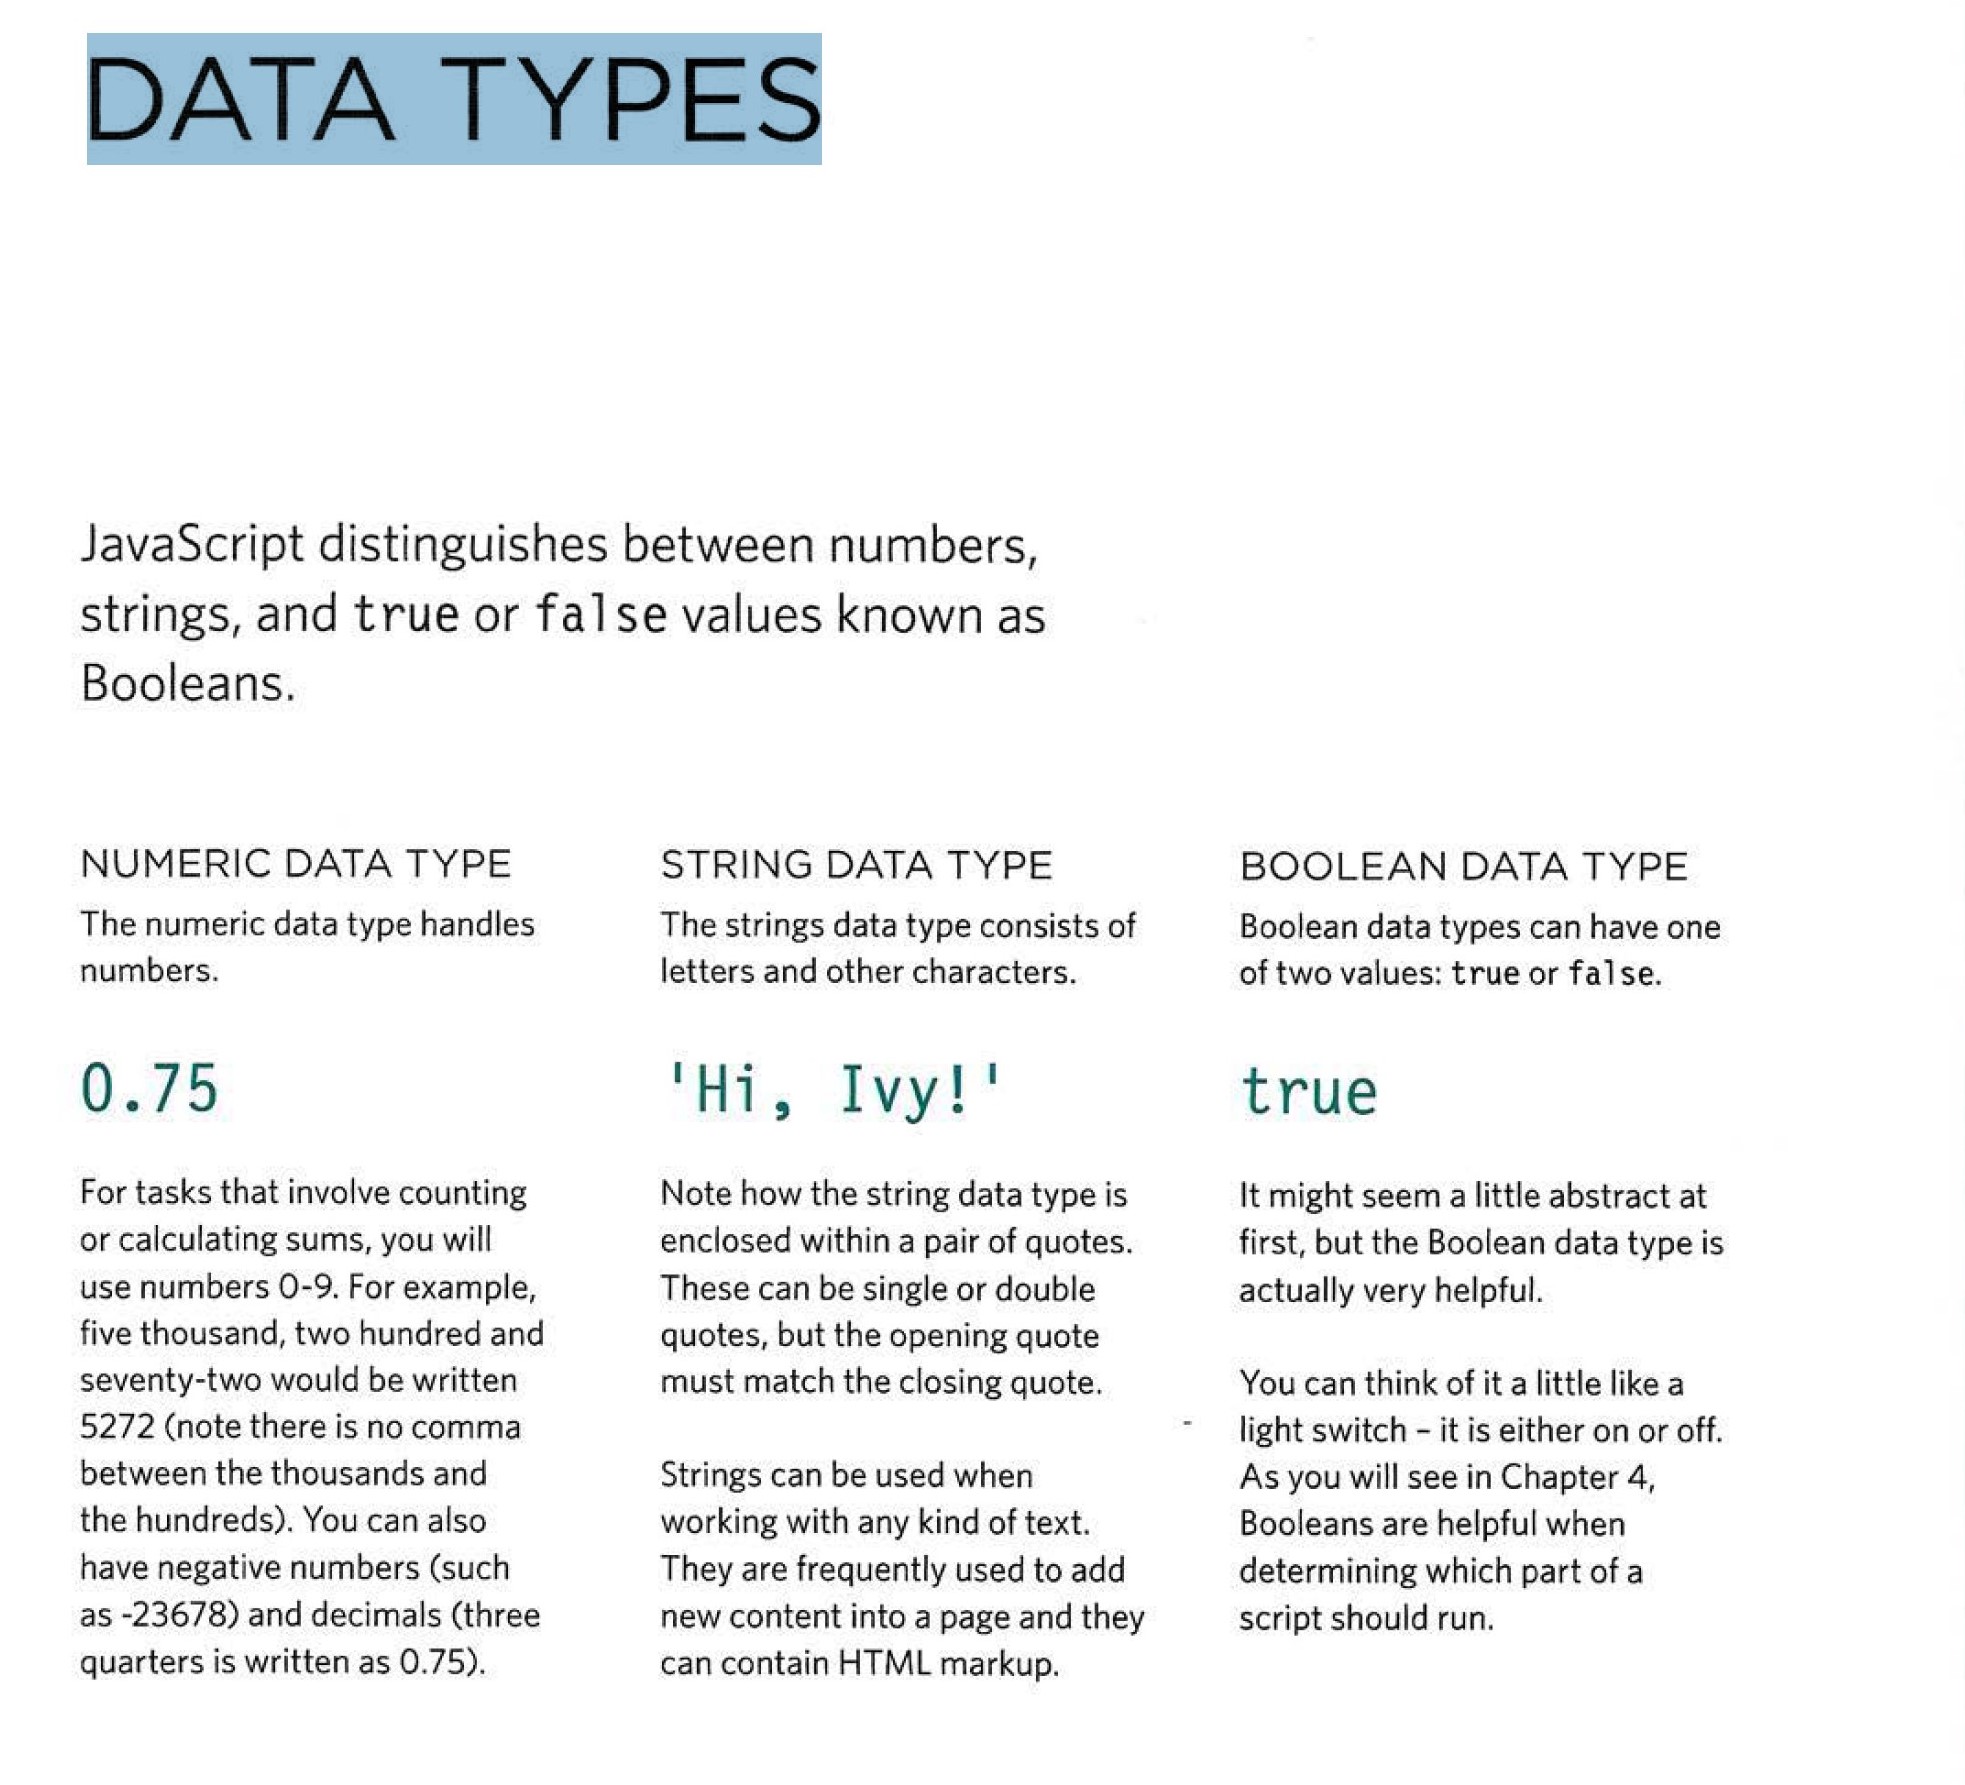 DATA TYPES
JavaScript distinguishes between numbers,
strings, and true or false values known as
Booleans.
NUMERIC DATA TYPE
The numeric data type handles
numbers.
0.75
For tasks that involve counting
or calculating sums, you will
use numbers 0-9. For example,
five thousand, two hundred and
seventy-two would be written
5272 (note there is no comma
between the thousands and
the hundreds). You can also
have negative numbers (such
as -23678) and decimals (three
quarters is written as 0.75).
STRING DATA TYPE
The strings data type consists of
letters and other characters.
'Hi, Ivy!'
Note how the string data type is
enclosed within a pair of quotes.
These can be single or double
quotes, but the opening quote
must match the closing quote.
Strings can be used when
working with any kind of text.
They are frequently used to add
new content into a page and they
can contain HTML markup.
BOOLEAN DATA TYPE
Boolean data types can have one
of two values: true or false.
true
It might seem a little abstract at
first, but the Boolean data type is
actually very helpful.
You can think of it a little like a
light switch – it is either on or off.
As you will see in Chapter 4,
Booleans are helpful when
determining which part of a
script should run.